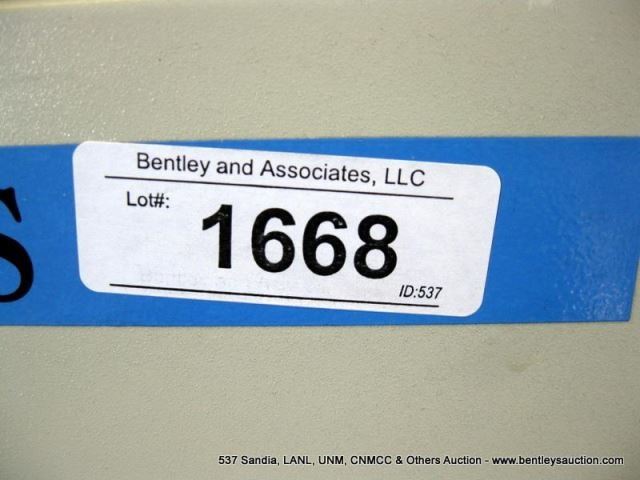 Bentley and Associates, LLC
Lot#:
1668
ID:537
S
537 Sandia, LANL, UNM, CNMCC & Others Auction - www.bentleysauction.com